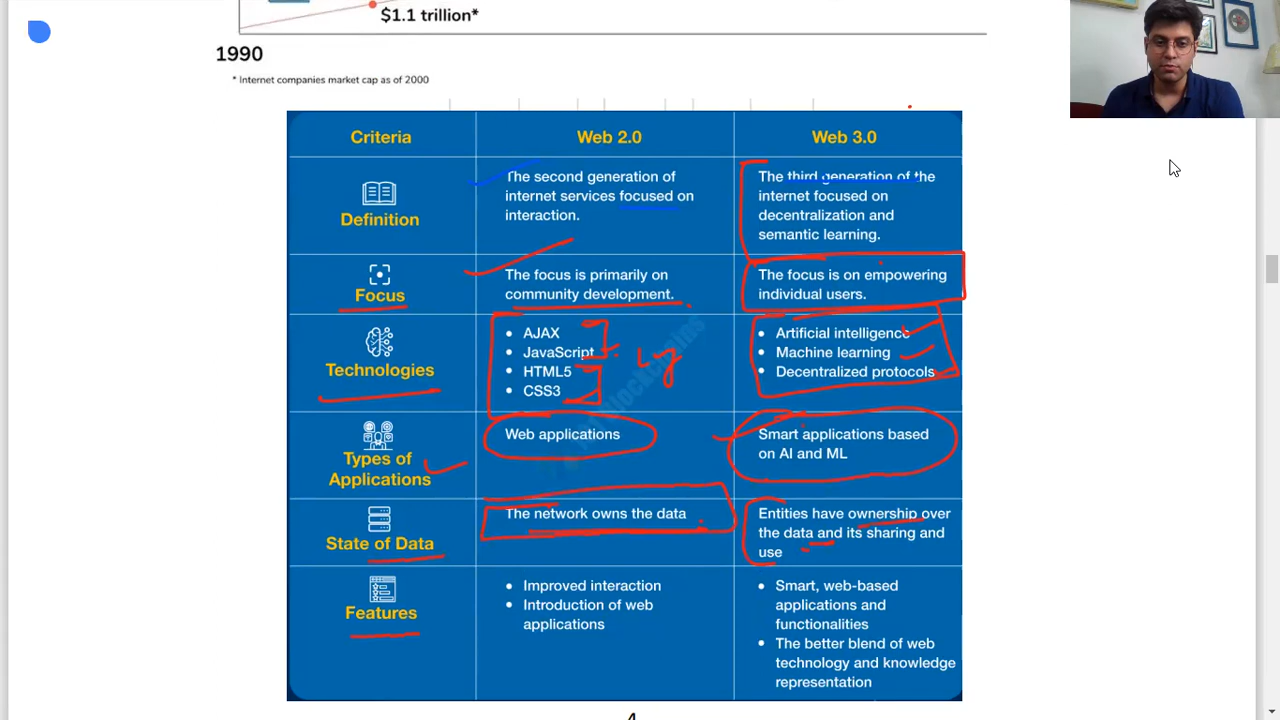 $1.1 trillion*
1990
* Internet companies market cap as of 2000
Criteria
Web 2.0
Web 3.0
Definition
The second generation of
internet services focused on
interaction.
The third generation of the
internet focused on
decentralization and
semantic learning.
Focus
The focus is primarily on
community development.
The focus is on empowering
individual users.
Technologies
• AJAX
• JavaScript
• HTML5
• CSS3
• Artificial intelligence
• Machine learning
• Decentralized protocols
Types of
Applications
Web applications
Smart applications based
on AI and ML
State of Data
The network owns the data
Entities have ownership over
the data and its sharing and
use
Features
• Improved interaction
• Introduction of web
applications
• Smart, web-based
applications and
functionalities
• The better blend of web
technology and knowledge
representation